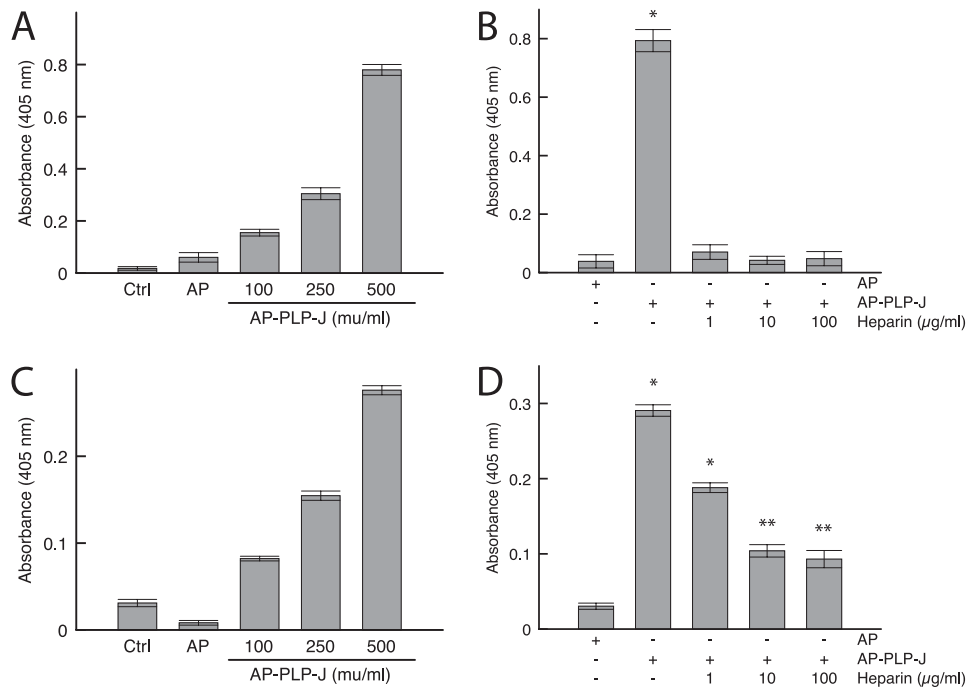 A
Absorbance (405 nm)
0.8
0.6
0.4
0.2
0
Ctrl AP 100 250 500
AP-PLP-J (mu/ml)
B
Absorbance (405 nm)
0.8
0.6
0.4
0.2
0
*
+ - - - - AP
- + + + + AP-PLP-J
- - 1 10 100 Heparin (µg/ml)
C
Absorbance (405 nm)
0.2
0.1
0
Ctrl AP 100 250 500
AP-PLP-J (mu/ml)
D
Absorbance (405 nm)
0.3
0.2
0.1
0
* * ** **
+ - - - - AP
- + + + + AP-PLP-J
- - 1 10 100 Heparin (µg/ml)